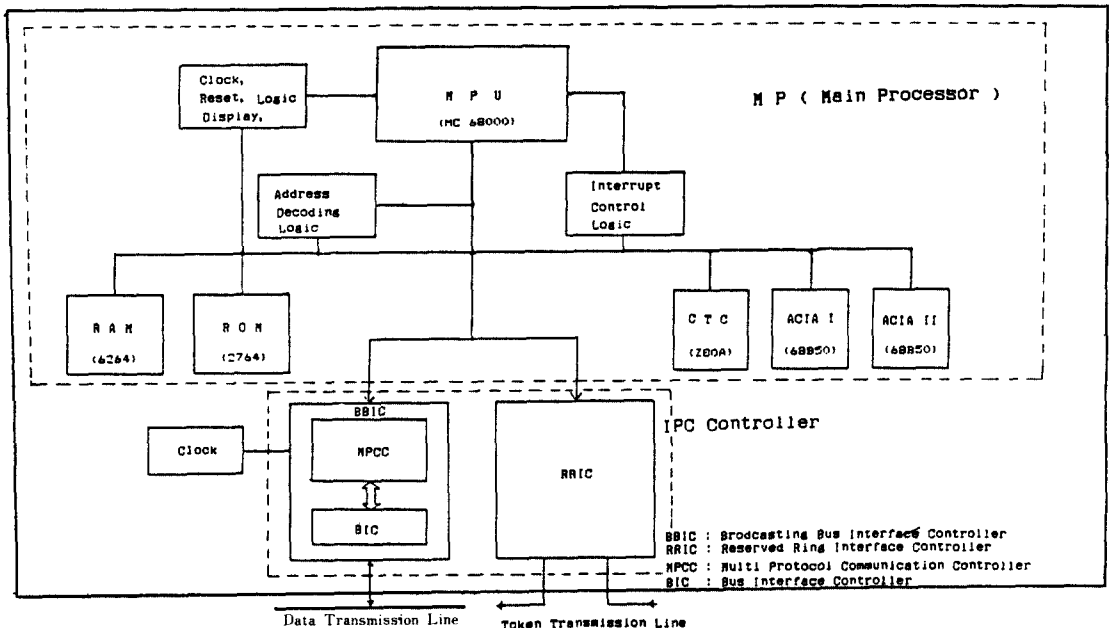 Clock,
Reset, Logic
Display,
M P U
(MC 68000)
M P ( Main Processor )
Address
Decoding
Logic
Interrupt
Control
Logic
R A M
(6264)
R O M
(2764)
C T C
(Z80A)
ACIA I
(68B50)
ACIA II
(68B50)
BBIC
MPCC
BIC
Clock
RRIC
IPC Controller
BBIC : Brodcasting Bus Interface Controller
RRIC : Reserved Ring Interface Controller
MPCC : Multi Protocol Communication Controller
BIC : Bus Interface Controller
Data Transmission Line
Token Transmission Line